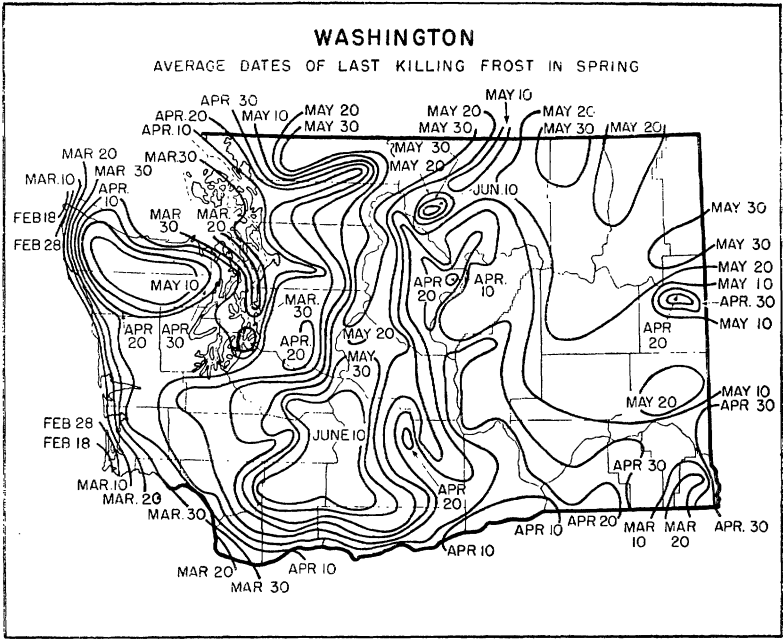 WASHINGTON
AVERAGE DATES OF LAST KILLING FROST IN SPRING
MAY 10
APR. 30
APR. 20
MAY 10
MAY 20
MAY 20
MAY 20
APR. 10
MAY 30
MAY 30
MAY 30
MAY 20
MAR. 20
MAR. 30
MAY 30
MAR. 30
MAY 20
MAR. 10
APR.
10
JUN. 10
FEB 18
MAR
30
MAR.
20
MAY 30
FEB 28
MAY 30
MAY 20
MAY 10
APR
20
APR.
10
MAY 10
APR. 30
MAR.
30
MAY 10
APR
20
APR
30
APR.
20
MAY 20
APR
20
MAY
30
MAY 10
MAY 20
APR 30
FEB 28
FEB 18
JUNE 10
APR 30
MAR. 10
MAR. 20
APR
20
MAR. 30
APR 10
APR 20
MAR
10
MAR
20
APR. 30
APR 10
MAR 20
APR 10
MAR 30